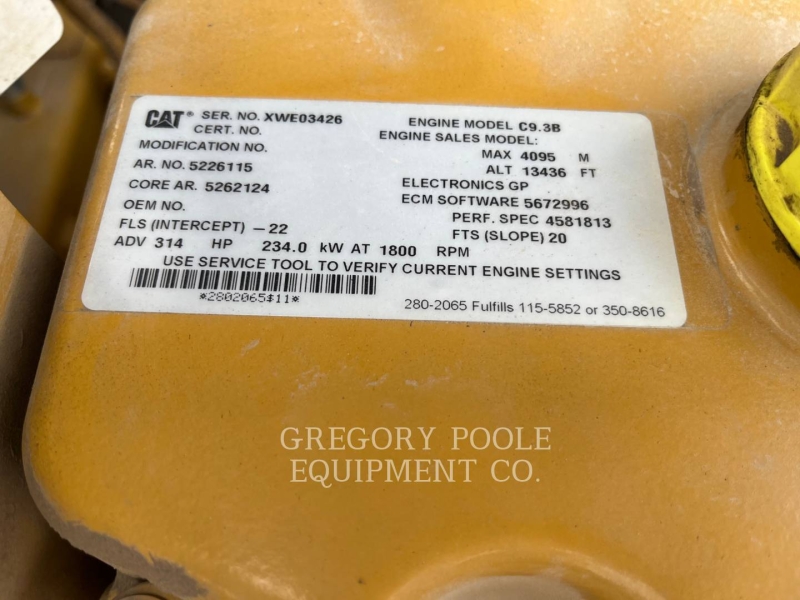 CAT® SER. NO. XWE03426 ENGINE MODEL C9.3B
CERT. NO. ENGINE SALES MODEL:
MODIFICATION NO. MAX 4095 M
AR. NO. 5226115 ALT 13436 FT
CORE AR. 5262124 ELECTRONICS GP
OEM NO. ECM SOFTWARE 5672996
PERF. SPEC 4581813
FLS (INTERCEPT) -22 FTS (SLOPE) 20
ADV 314 HP 234.0 kW AT 1800 RPM
USE SERVICE TOOL TO VERIFY CURRENT ENGINE SETTINGS
*2802065$11* 280-2065 Fulfills 115-5852 or 350-8616
GREGORY POOLE
EQUIPMENT CO.